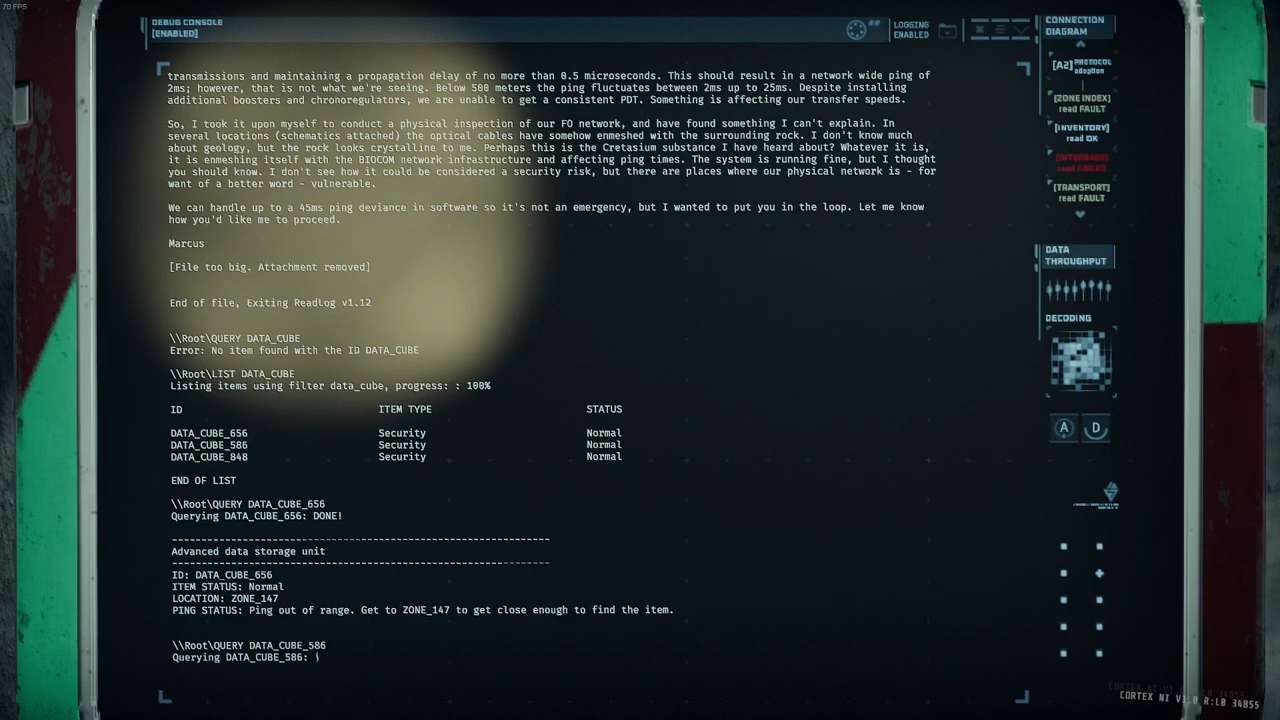 70 FPS
DEBUG CONSOLE
[ENABLED]
LOGGING
ENABLED
transmissions and maintaining a propagation delay of no more than 0.5 microseconds. This should result in a network wide ping of
2ms; however, that is not what we're seeing. Below 500 meters the ping fluctuates between 2ms up to 25ms. Despite installing
additional boosters and chronoregulators, we are unable to get a consistent PDT. Something is affecting our transfer speeds.
So, I took it upon myself to conduct a physical inspection of our FO network, and have found something I can't explain. In
several locations (schematics attached) the optical cables have somehow enmeshed with the surrounding rock. I don't know much
about geology, but the rock looks crystalline to me. Perhaps this is the Cretasium substance I have heard about? Whatever it is,
it is enmeshing itself with the BIOCOM network infrastructure and affecting ping times. The system is running fine, but I thought
you should know. I don't see how it could be considered a security risk, but there are places where our physical network is - for
want of a better word - vulnerable.
We can handle up to a 45ms ping deviance in software so it's not an emergency, but I wanted to put you in the loop. Let me know
how you'd like me to proceed.
Marcus
[File too big. Attachment removed]
End of file, Exiting ReadLog v1.12
\\Root\QUERY DATA_CUBE
Error: No item found with the ID DATA_CUBE
\\Root\LIST DATA_CUBE
Listing items using filter data_cube, progress: : 100%
ID ITEM TYPE STATUS
DATA_CUBE_656 Security Normal
DATA_CUBE_586 Security Normal
DATA_CUBE_848 Security Normal
END OF LIST
\\Root\QUERY DATA_CUBE_656
Querying DATA_CUBE_656: DONE!
Advanced data storage unit
ID: DATA_CUBE_656
ITEM STATUS: Normal
LOCATION: ZONE_147
PING STATUS: Ping out of range. Get to ZONE_147 to get close enough to find the item.
\\Root\QUERY DATA_CUBE_586
Querying DATA_CUBE_586:
CONNECTION
DIAGRAM
[A2] PROTOCOL
adaption
[ZONE INDEX]
read FAULT
[INVENTORY]
read OK
[INTERBASE]
read FAILED
[TRANSPORT]
read FAULT
DATA
THROUGHPUT
DECODING
A D
CORTEX NI V1.0 R:L0 34855